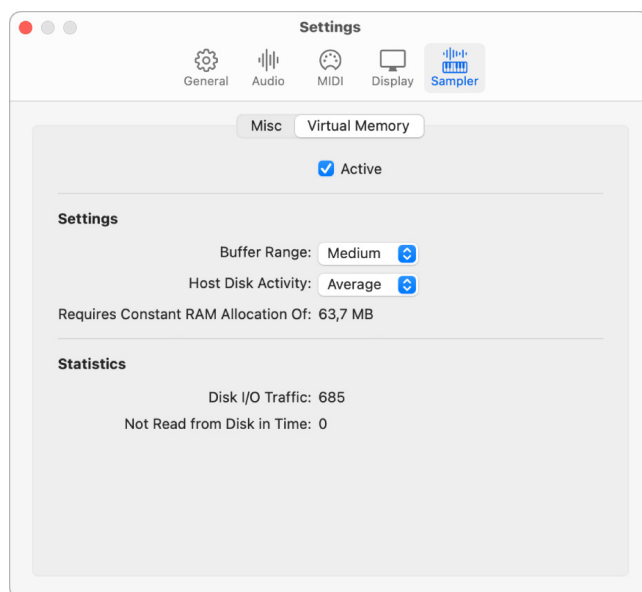 Settings
General Audio MIDI Display Sampler
Misc Virtual Memory
Active
Settings
Buffer Range: Medium
Host Disk Activity: Average
Requires Constant RAM Allocation Of: 63,7 MB
Statistics
Disk I/O Traffic: 685
Not Read from Disk in Time: 0